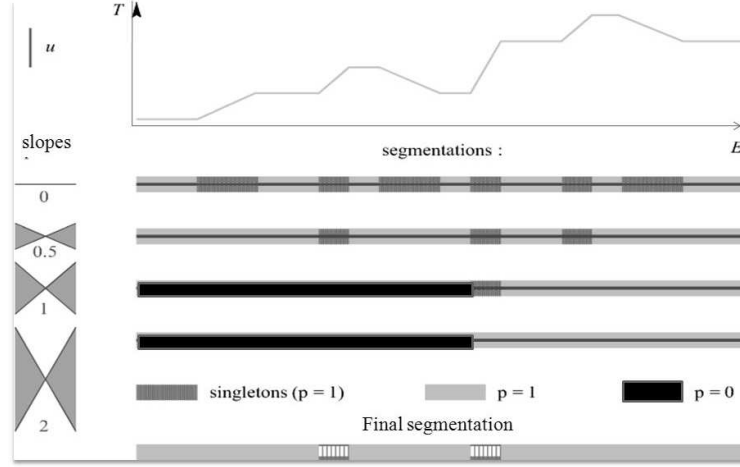 T
u
slopes
segmentations :
E
0
0.5
1
2
singletons (p = 1)
p = 1
p = 0
Final segmentation